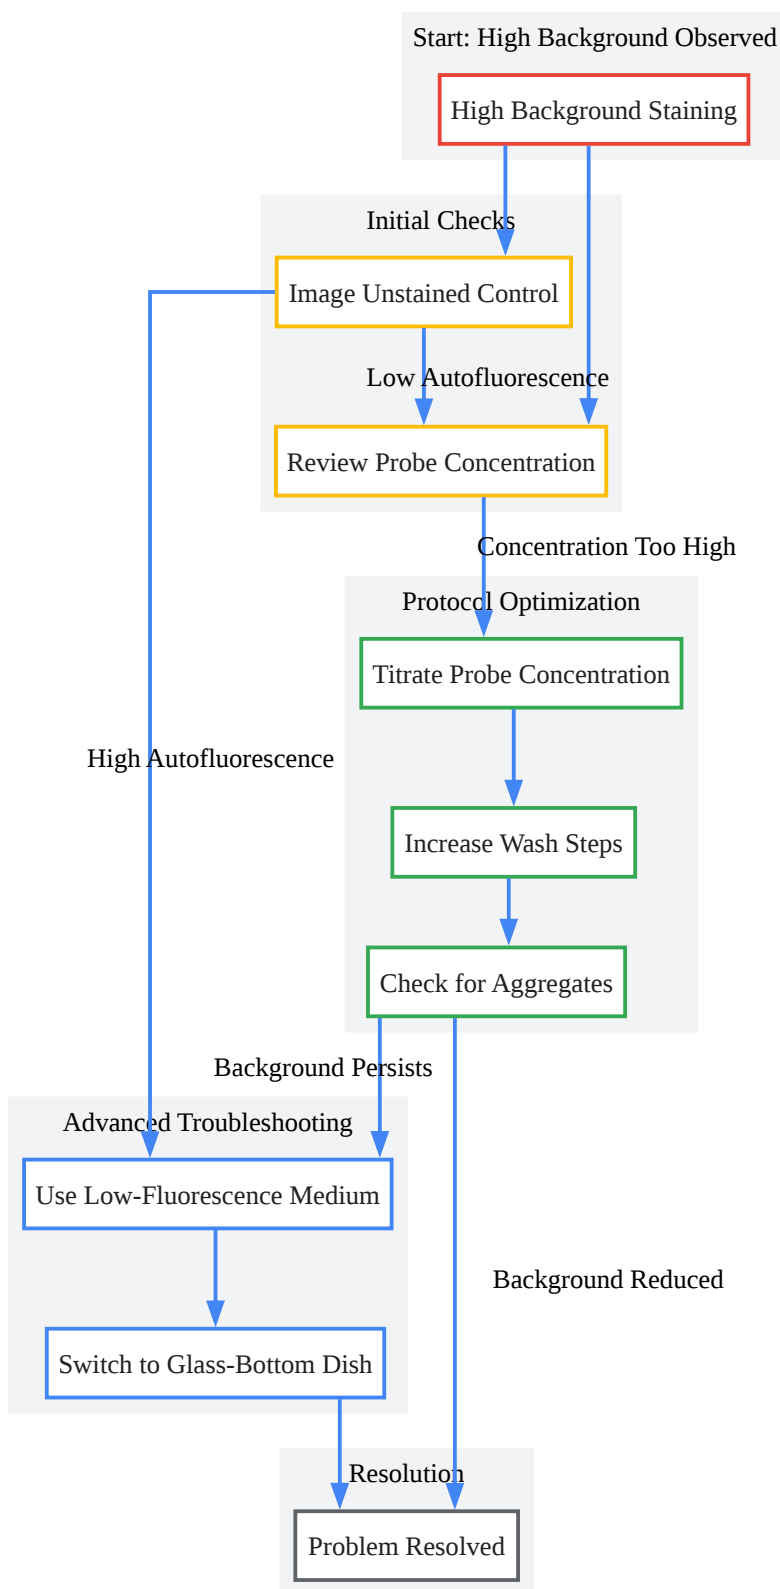 Start: High Background Observed
High Background Staining
Initial Checks
Image Unstained Control
Low Autofluorescence
Review Probe Concentration
Concentration Too High
Protocol Optimization
Titrate Probe Concentration
High Autofluorescence
Increase Wash Steps
Check for Aggregates
Background Persists
Advanced Troubleshooting
Use Low-Fluorescence Medium
Background Reduced
Switch to Glass-Bottom Dish
Resolution
Problem Resolved